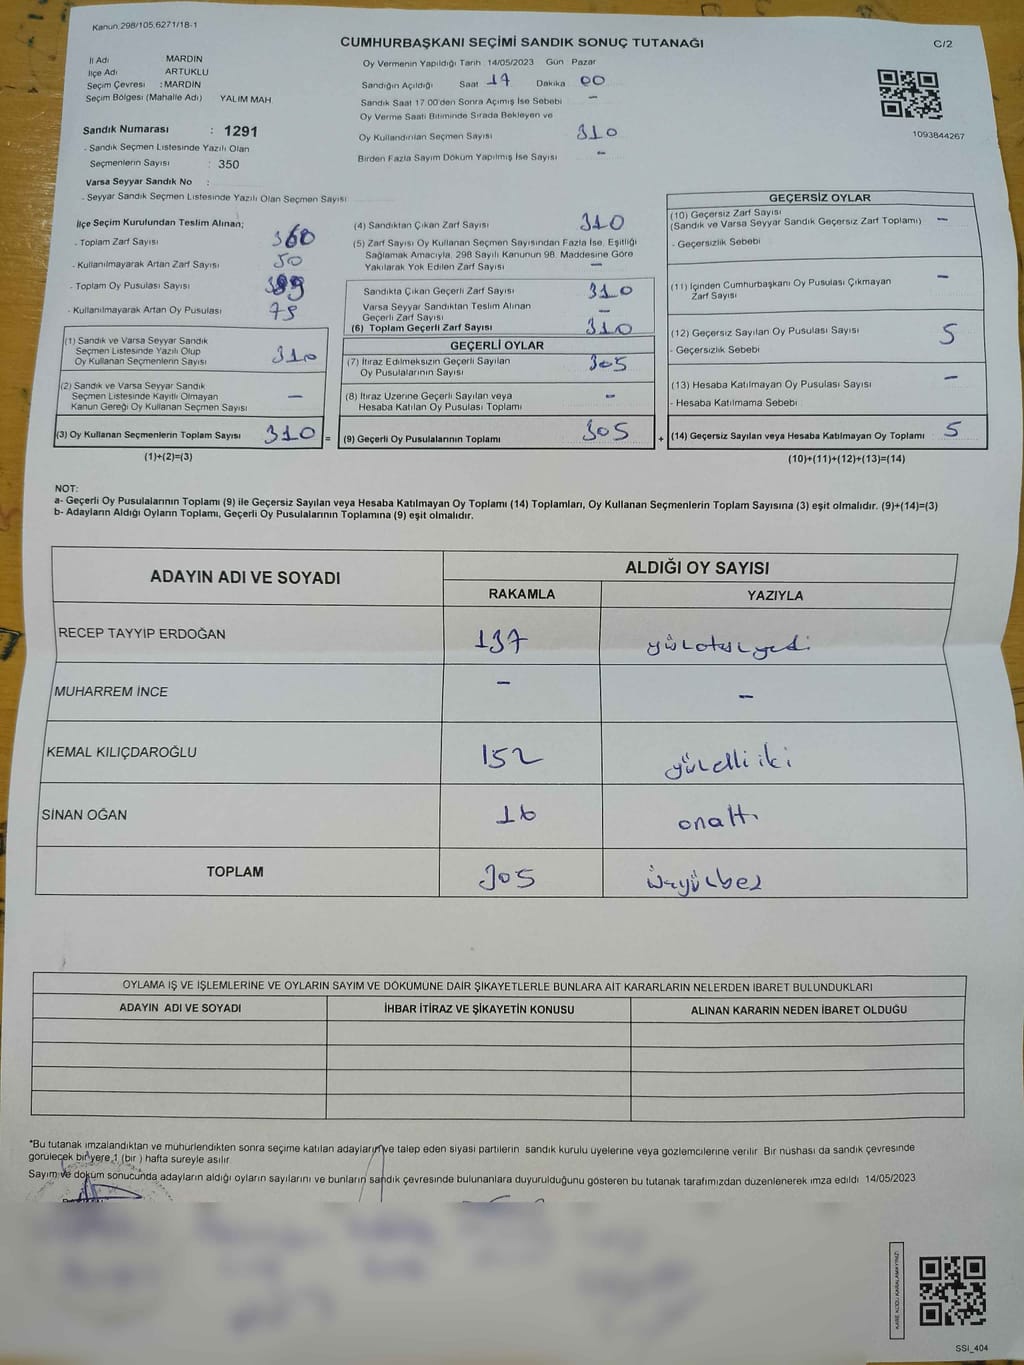 Kanun 298/105,6271/18-1
CUMHURBAŞKANI SEÇİMİ SANDIK SONUÇ TUTANAĞI
C/2
İl Adı MARDİN
İlçe Adı ARTUKLU
Seçim Çevresi : MARDİN
Seçim Bölgesi (Mahalle Adı) YALIM MAH
Sandık Numarası : 1291
- Sandık Seçmen Listesinde Yazılı Olan
Seçmenlerin Sayısı : 350
Varsa Seyyar Sandık No :
- Seyyar Sandık Seçmen Listesinde Yazılı Olan Seçmen Sayısı
Oy Vermenin Yapıldığı Tarih 14/05/2023 Gün Pazar
Sandığın Açıldığı Saat 17 Dakika 00
Sandık Saat 17 00'den Sonra Açımış İse Sebebi -
Oy Verme Saati Bitiminde Sırada Bekleyen ve
Oy Kullandırılan Seçmen Sayısı 310
Birden Fazla Sayım Döküm Yapılmış İse Sayısı -
1093844267
İlçe Seçim Kurulundan Teslim Alınan;
- Toplam Zarf Sayısı 360
- Kullanılmayarak Artan Zarf Sayısı 50
- Toplam Oy Pusulası Sayısı
- Kullanılmayarak Artan Oy Pusulası 75
(1) Sandık ve Varsa Seyyar Sandık
Seçmen Listesinde Yazılı Olup
Oy Kullanan Seçmenlerin Sayısı 310
(2) Sandık ve Varsa Seyyar Sandık
Seçmen Listesinde Kayıtlı Olmayan
Kanun Gereği Oy Kullanan Seçmen Sayısı -
(3) Oy Kullanan Seçmenlerin Toplam Sayısı 310 =
(1)+(2)=(3)
(4) Sandıktan Çıkan Zarf Sayısı 310
(5) Zarf Sayısı Oy Kullanan Seçmen Sayısından Fazla İse, Eşitliği
Sağlamak Amacıyla, 298 Sayılı Kanunun 98. Maddesine Göre
Yakılarak Yok Edilen Zarf Sayısı -
Sandıkta Çıkan Geçerli Zarf Sayısı 310
Varsa Seyyar Sandıktan Teslim Alınan
Geçerli Zarf Sayısı -
(6) Toplam Geçerli Zarf Sayısı 310
GEÇERLİ OYLAR
(7) İtiraz Edilmeksizin Geçerli Sayılan
Oy Pusulalarının Sayısı 305
(8) İtiraz Üzerine Geçerli Sayılan veya
Hesaba Katılan Oy Pusulası Toplamı -
(9) Geçerli Oy Pusulalarının Toplamı 305 +
GEÇERSİZ OYLAR
(10) Geçersiz Zarf Sayısı
(Sandık ve Varsa Seyyar Sandık Geçersiz Zarf Toplamı) -
- Geçersizlik Sebebi
(11) İçinden Cumhurbaşkanı Oy Pusulası Çıkmayan
Zarf Sayısı -
(12) Geçersiz Sayılan Oy Pusulası Sayısı 5
- Geçersizlik Sebebi
(13) Hesaba Katılmayan Oy Pusulası Sayısı -
- Hesaba Katılmama Sebebi
(14) Geçersiz Sayılan veya Hesaba Katılmayan Oy Toplamı 5
(10)+(11)+(12)+(13)=(14)
NOT:
a- Geçerli Oy Pusulalarının Toplamı (9) ile Geçersiz Sayılan veya Hesaba Katılmayan Oy Toplamı (14) Toplamları, Oy Kullanan Seçmenlerin Toplam Sayısına (3) eşit olmalıdır. (9)+(14)=(3)
b- Adayların Aldığı Oyların Toplamı, Geçerli Oy Pusulalarının Toplamına (9) eşit olmalıdır.
ADAYIN ADI VE SOYADI ALDIĞI OY SAYISI
RAKAMLA YAZIYLA
RECEP TAYYİP ERDOĞAN 137 yüzotuzyedi
MUHARREM İNCE - -
KEMAL KILIÇDAROĞLU 152 yüzelliiki
SİNAN OĞAN 16 onaltı
TOPLAM 305 üçyüzbeş
OYLAMA İŞ VE İŞLEMLERİNE VE OYLARIN SAYIM VE DÖKÜMÜNE DAİR ŞİKAYETLERLE BUNLARA AİT KARARLARIN NELERDEN İBARET BULUNDUKLARI
ADAYIN ADI VE SOYADI İHBAR İTİRAZ VE ŞİKAYETİN KONUSU ALINAN KARARIN NEDEN İBARET OLDUĞU
*Bu tutanak imzalandıktan ve mühürlendikten sonra seçime katılan adayların ve talep eden siyasi partilerin sandık kurulu üyelerine veya gözlemcilerine verilir Bir nüshası da sandık çevresinde
görülecek bir yere 1 (bir ) hafta süreyle asılır
Sayım ve döküm sonucunda adayların aldığı oyların sayılarını ve bunların sandık çevresinde bulunanlara duyurulduğunu gösteren bu tutanak tarafımızdan düzenlenerek imza edildi 14/05/2023
KARE KODU KARALAMAYINIZ!
SSİ_404